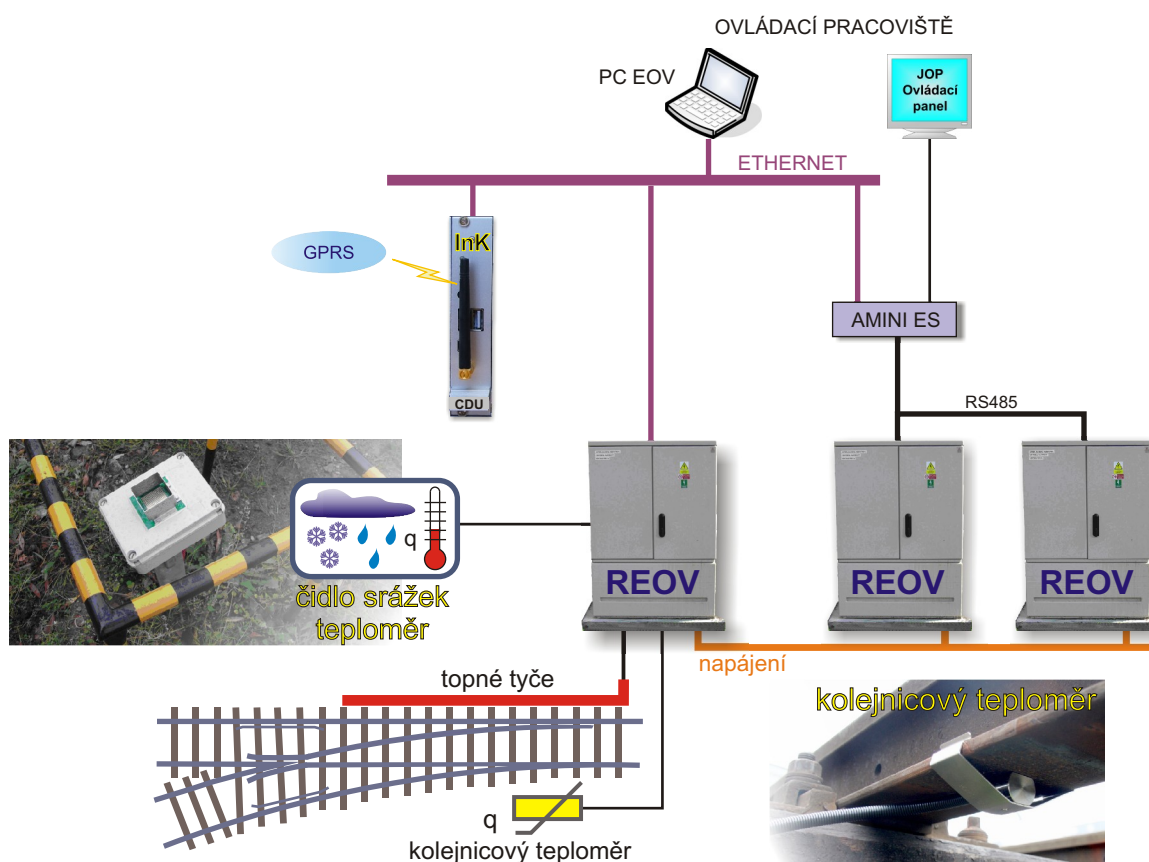 OVLÁDACÍ PRACOVIŠTĚ
PC EOV
JOP
Ovládací
panel
ETHERNET
InK
GPRS
CDU
AMINI ES
RS485
q
čidlo srážek
teploměr
REOV
REOV
REOV
napájení
topné tyče
kolejnicový teploměr
q
kolejnicový teploměr